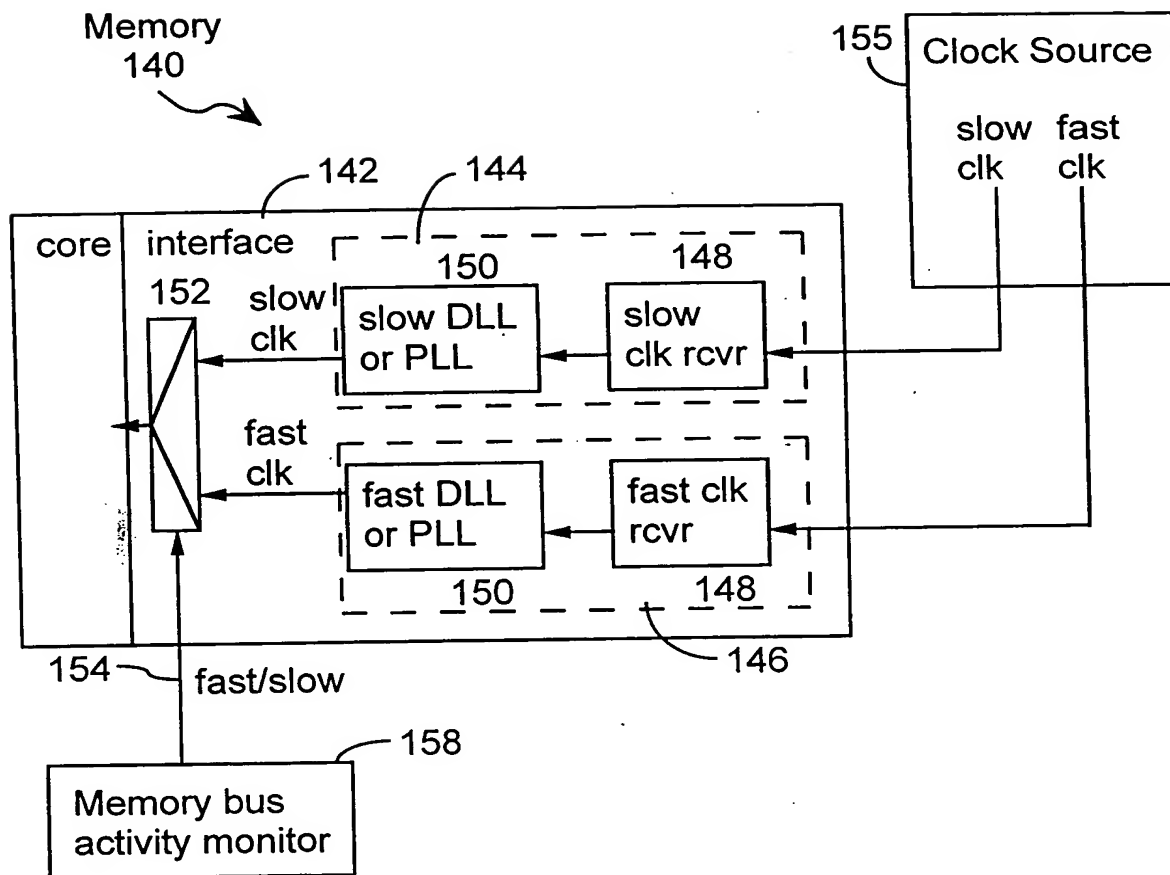 Memory
140
155
Clock Source
slow
clk
fast
clk
142
144
core
interface
152
150
148
slow
clk
slow DLL
or PLL
slow
clk rcvr
fast
clk
fast DLL
or PLL
fast clk
rcvr
150
148
146
154
fast/slow
158
Memory bus
activity monitor